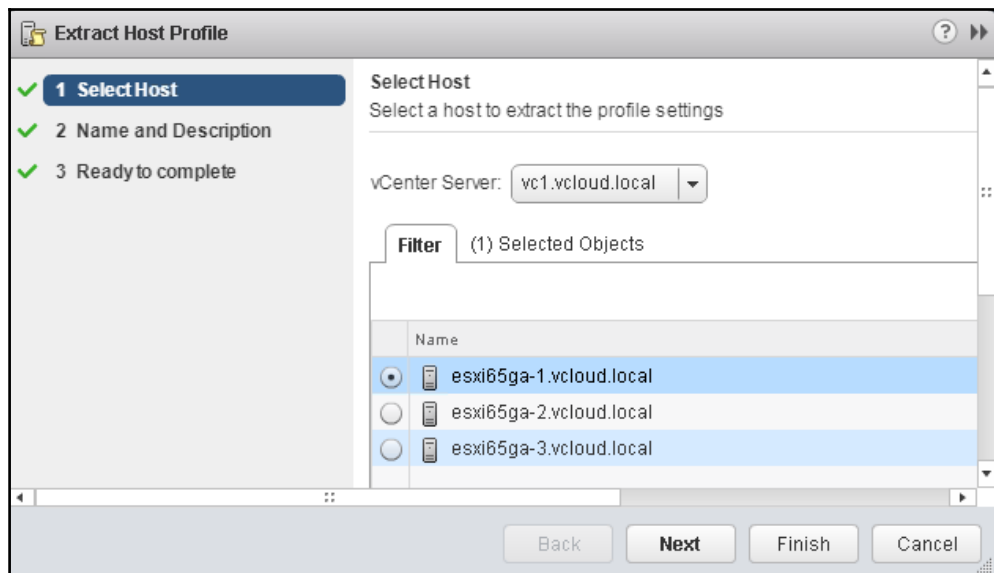 Extract Host Profile
?
1 Select Host
2 Name and Description
3 Ready to complete
Select Host
Select a host to extract the profile settings
vCenter Server: vc1.vcloud.local
Filter (1) Selected Objects
Name
esxi65ga-1.vcloud.local
esxi65ga-2.vcloud.local
esxi65ga-3.vcloud.local
Back Next Finish Cancel